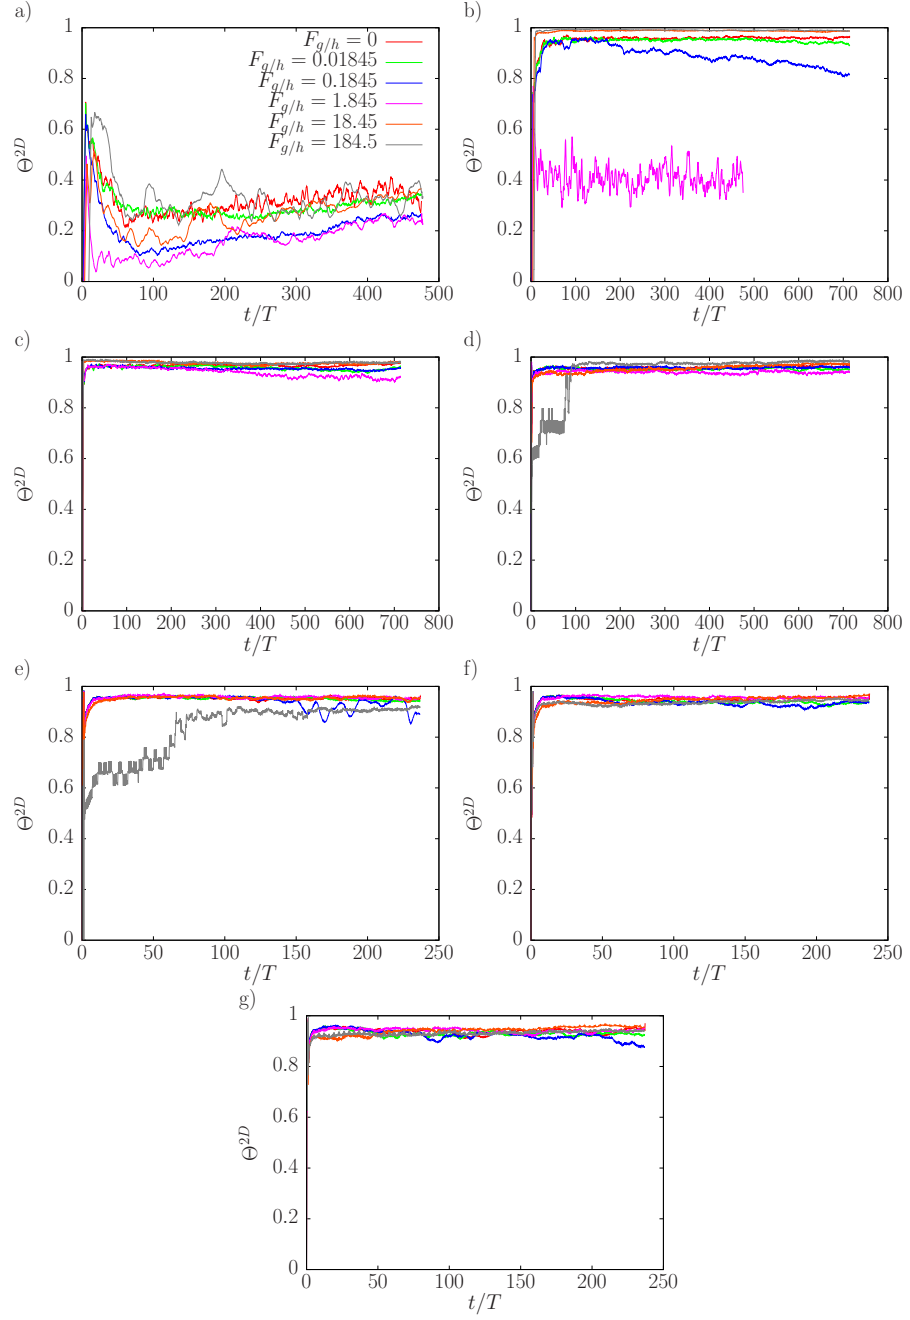 a)
1
0.8
0.6
0.4
0.2
0
0 100 200 300 400 500
Θ^{2D}
t/T
F_{g/h} = 0
F_{g/h} = 0.01845
F_{g/h} = 0.1845
F_{g/h} = 1.845
F_{g/h} = 18.45
F_{g/h} = 184.5
b)
1
0.8
0.6
0.4
0.2
0
0 100 200 300 400 500 600 700 800
Θ^{2D}
t/T
c)
1
0.8
0.6
0.4
0.2
0
0 100 200 300 400 500 600 700 800
Θ^{2D}
t/T
d)
1
0.8
0.6
0.4
0.2
0
0 100 200 300 400 500 600 700 800
Θ^{2D}
t/T
e)
1
0.8
0.6
0.4
0.2
0
0 50 100 150 200 250
Θ^{2D}
t/T
f)
1
0.8
0.6
0.4
0.2
0
0 50 100 150 200 250
Θ^{2D}
t/T
g)
1
0.8
0.6
0.4
0.2
0
0 50 100 150 200 250
Θ^{2D}
t/T